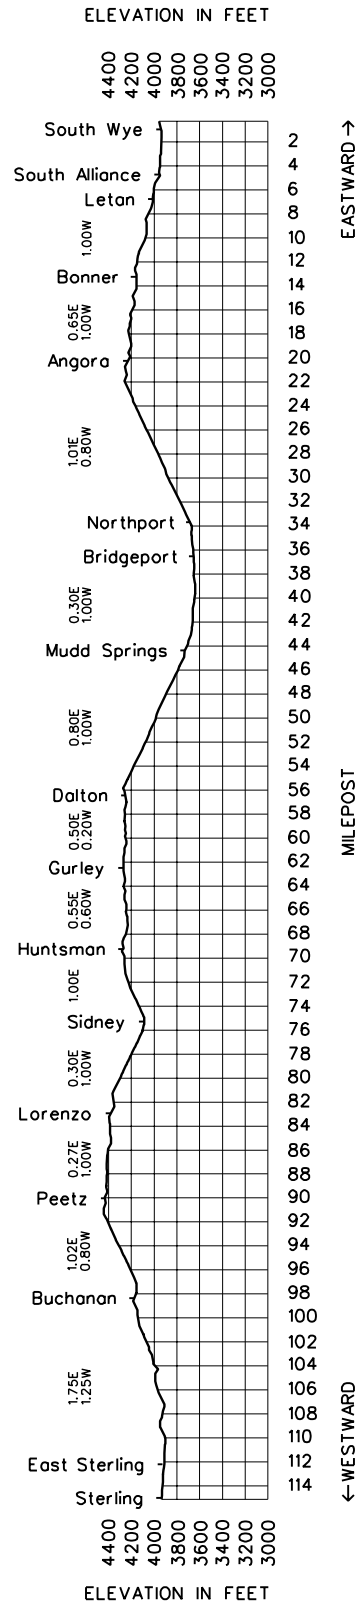 ELEVATION IN FEET
4400 4200 4000 3800 3600 3400 3200 3000
EASTWARD →
South Wye
2
4
South Alliance
6
Letan
8
1.00W
10
12
Bonner
14
0.65E
1.00W
16
18
20
Angora
22
24
26
1.01E
0.80W
28
30
32
Northport
34
36
Bridgeport
38
0.30E
1.00W
40
42
44
Mudd Springs
46
48
0.80E
1.00W
50
52
54
MILEPOST
56
Dalton
58
0.50E
0.20W
60
62
Gurley
64
0.55E
0.60W
66
68
Huntsman
70
1.00E
72
74
Sidney
76
78
0.30E
1.00W
80
82
Lorenzo
84
86
0.27E
1.00W
88
90
Peetz
92
94
1.02E
0.80W
96
98
Buchanan
100
102
104
1.75E
1.25W
106
108
110
← WESTWARD
East Sterling
112
114
Sterling
4400 4200 4000 3800 3600 3400 3200 3000
ELEVATION IN FEET